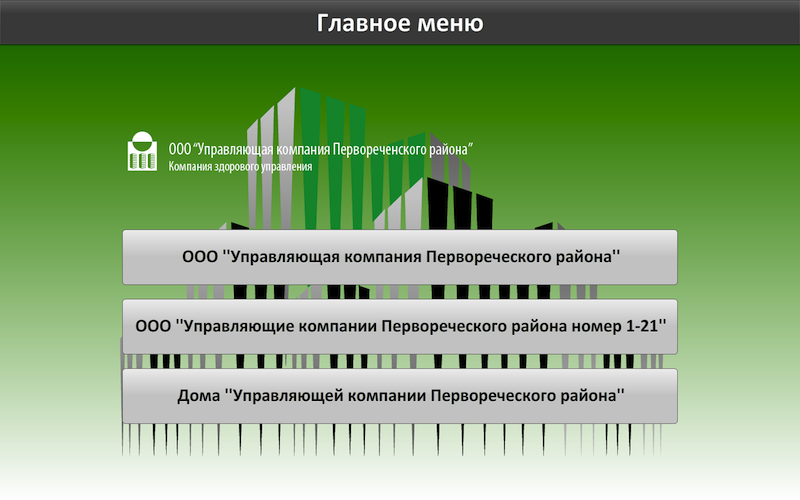 Главное меню
ООО “Управляющая компания Первореченского района”
Компания здорового управления
ООО "Управляющая компания Первореческого района"
ООО "Управляющие компании Первореческого района номер 1-21"
Дома "Управляющей компании Первореческого района"